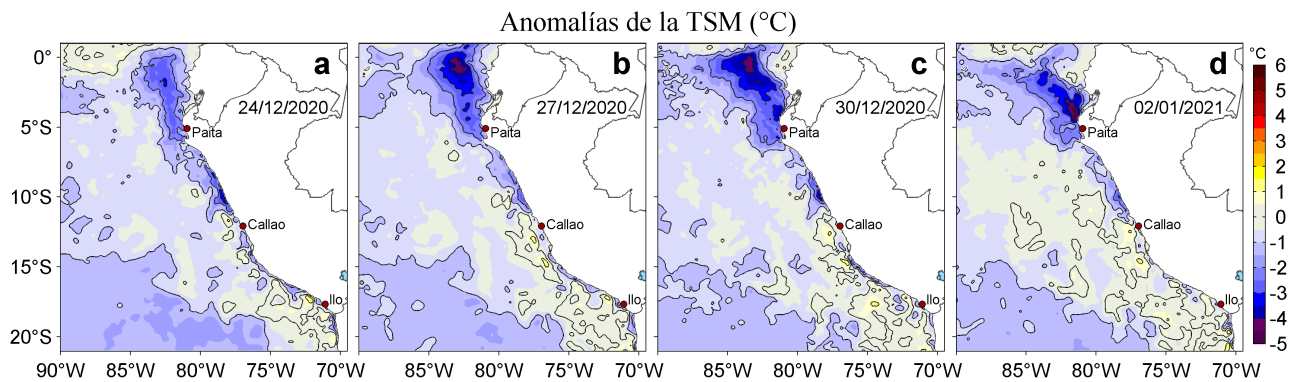 Anomalías de la TSM (°C)
a
b
c
d
24/12/2020
27/12/2020
30/12/2020
02/01/2021
0°
5°S
10°S
15°S
20°S
Paita
Callao
Ilo
Paita
Callao
Ilo
Paita
Callao
Ilo
Paita
Callao
Ilo
90°W 85°W 80°W 75°W 70°W
85°W 80°W 75°W 70°W
85°W 80°W 75°W 70°W
85°W 80°W 75°W 70°W
°C
6
5
4
3
2
1
0
-1
-2
-3
-4
-5